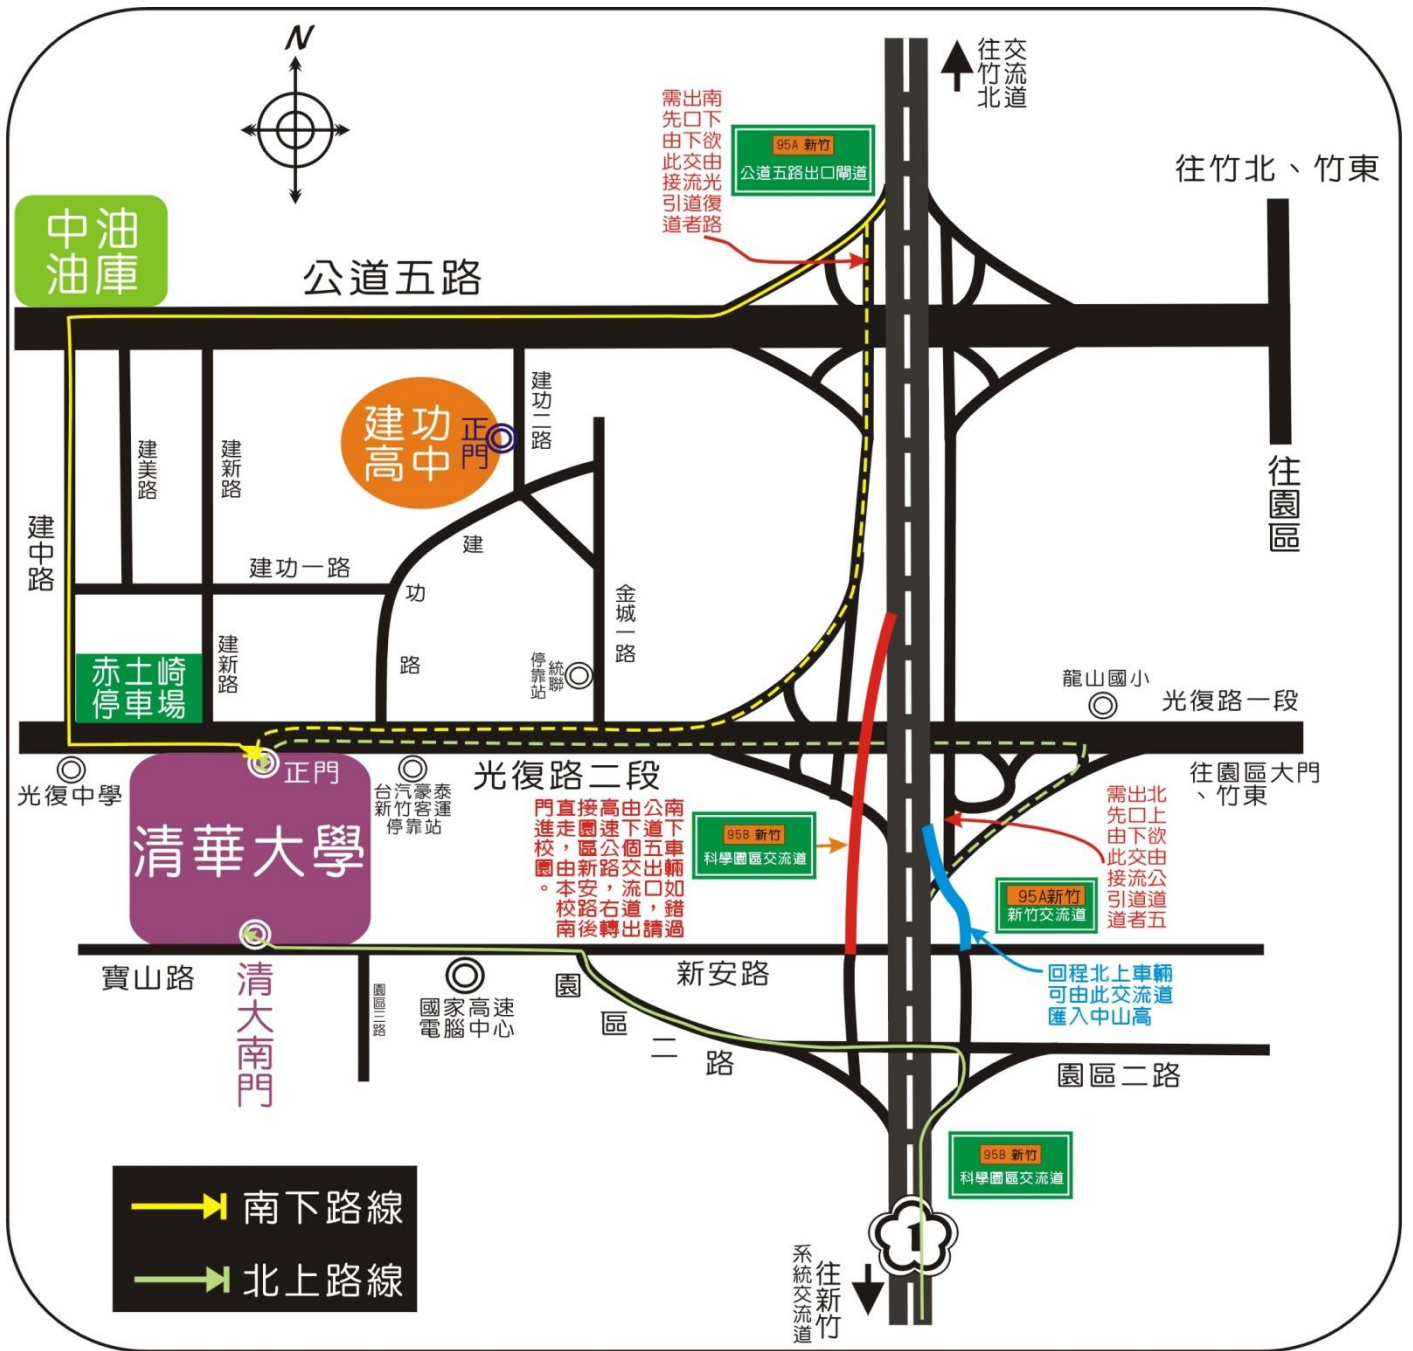 N
往竹北
交流道
南下欲由光復路
出口下交流道者
需先由此接引道
95A 新竹
公道五路出口閘道
往竹北、竹東
中油
油庫
公道五路
建功
高中
正門
建功二路
建美路
建新路
往園區
建中路
建功一路
建功路
金城一路
赤土崎
停車場
建新路
統聯
停靠站
龍山國小
光復路一段
正門
光復中學
台汽豪泰
新竹客運
停靠站
光復路二段
往園區大門
、竹東
清華大學
南下車輛如錯過
公道五出口，請
由下個交流道出
高速公路，右轉
接園區新安路後
直走，由本校南
門進校園。
95B 新竹
科學園區交流道
北上欲由公道五
出口下交流道者
需先由此接引道
95A新竹
新竹交流道
寶山路
新安路
清大南門
園區三路
國家高速
電腦中心
園區二路
回程北上車輛
可由此交流道
匯入中山高
園區二路
95B 新竹
科學園區交流道
南下路線
北上路線
1
往新竹
系統交流道